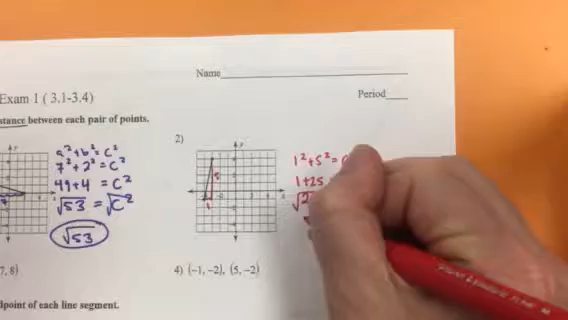 Name
Exam 1 ( 3.1-3.4)
Period
stance between each pair of points.
a² + b² = c²
7² + 2² = c²
49 + 4 = c²
√53 = √c²
√53
2)
1² + 5² =
1 + 25
5
1
7, 8)
4) (-1, -2), (5, -2)
dpoint of each line segment.